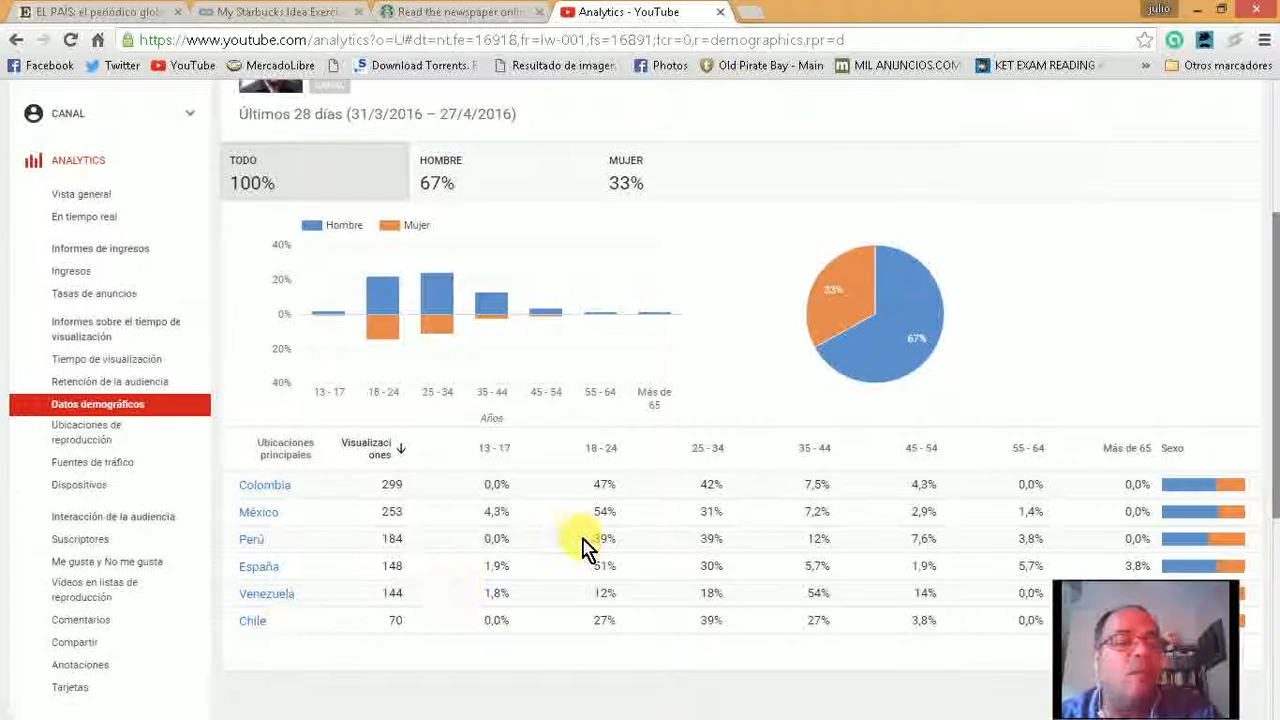 EL PAÍS: el periódico glob
My Starbucks Idea Exerci
Read the newspaper onlin
Analytics - YouTube
julio
https://www.youtube.com/analytics?o=U#dt=nt,fe=16918,fr=lw-001,fs=16891;fcr=0,r=demographics,rpr=d
Facebook
Twitter
YouTube
MercadoLibre
Download Torrents.
Resultado de imager
Photos
Old Pirate Bay · Main
MIL ANUNCIOS.COM
KET EXAM READING
»
Otros marcadores
CANAL
Últimos 28 días (31/3/2016 – 27/4/2016)
ANALYTICS
TODO
HOMBRE
MUJER
100%
67%
33%
Vista general
En tiempo real
Informes de ingresos
Ingresos
Tasas de anuncios
Informes sobre el tiempo de
visualización
Tiempo de visualización
Retención de la audiencia
Datos demográficos
Ubicaciones de
reproducción
Fuentes de tráfico
Dispositivos
Interacción de la audiencia
Suscriptores
Me gusta y No me gusta
Vídeos en listas de
reproducción
Comentarios
Compartir
Anotaciones
Tarjetas
Hombre
Mujer
40%
20%
0%
20%
40%
13 - 17
18 - 24
25 - 34
35 - 44
45 - 54
55 - 64
Más de
65
Años
33%
67%
Ubicaciones principales Visualizaci ones 13 - 17 18 - 24 25 - 34 35 - 44 45 - 54 55 - 64 Más de 65 Sexo
Colombia 299 0,0% 47% 42% 7,5% 4,3% 0,0% 0,0%
México 253 4,3% 54% 31% 7,2% 2,9% 1,4% 0,0%
Perú 184 0,0% 39% 39% 12% 7,6% 3,8% 0,0%
España 148 1,9% 30% 5,7% 1,9% 5,7% 3,8%
Venezuela 144 1,8% 12% 18% 54% 14% 0,0%
Chile 70 0,0% 27% 39% 27% 3,8% 0,0%